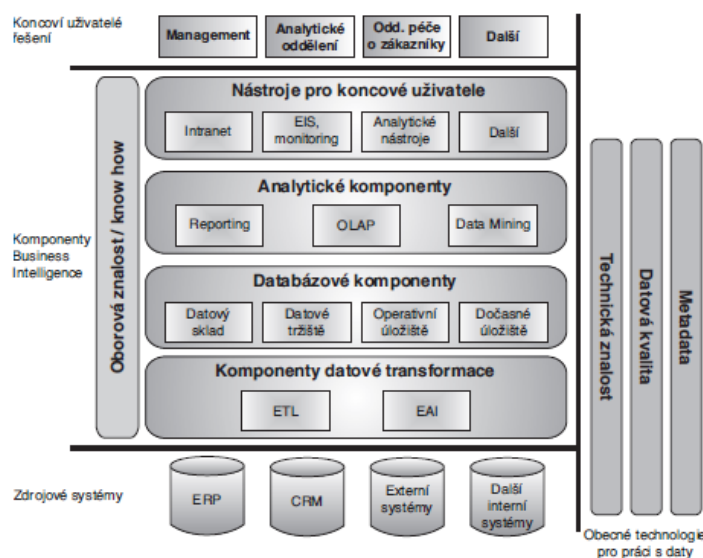 Koncoví uživatelé
řešení
Management
Analytické
oddělení
Odd. péče
o zákazníky
Další
Nástroje pro koncové uživatele
Intranet
EIS,
monitoring
Analytické
nástroje
Další
Komponenty
Business
Intelligence
Oborová znalost / know how
Analytické komponenty
Reporting
OLAP
Data Mining
Databázové komponenty
Datový
sklad
Datové
tržiště
Operativní
úložiště
Dočasné
úložiště
Komponenty datové transformace
ETL
EAI
Zdrojové systémy
ERP
CRM
Externí
systémy
Další
interní
systémy
Technická znalost
Datová kvalita
Metadata
Obecné technologie
pro práci s daty